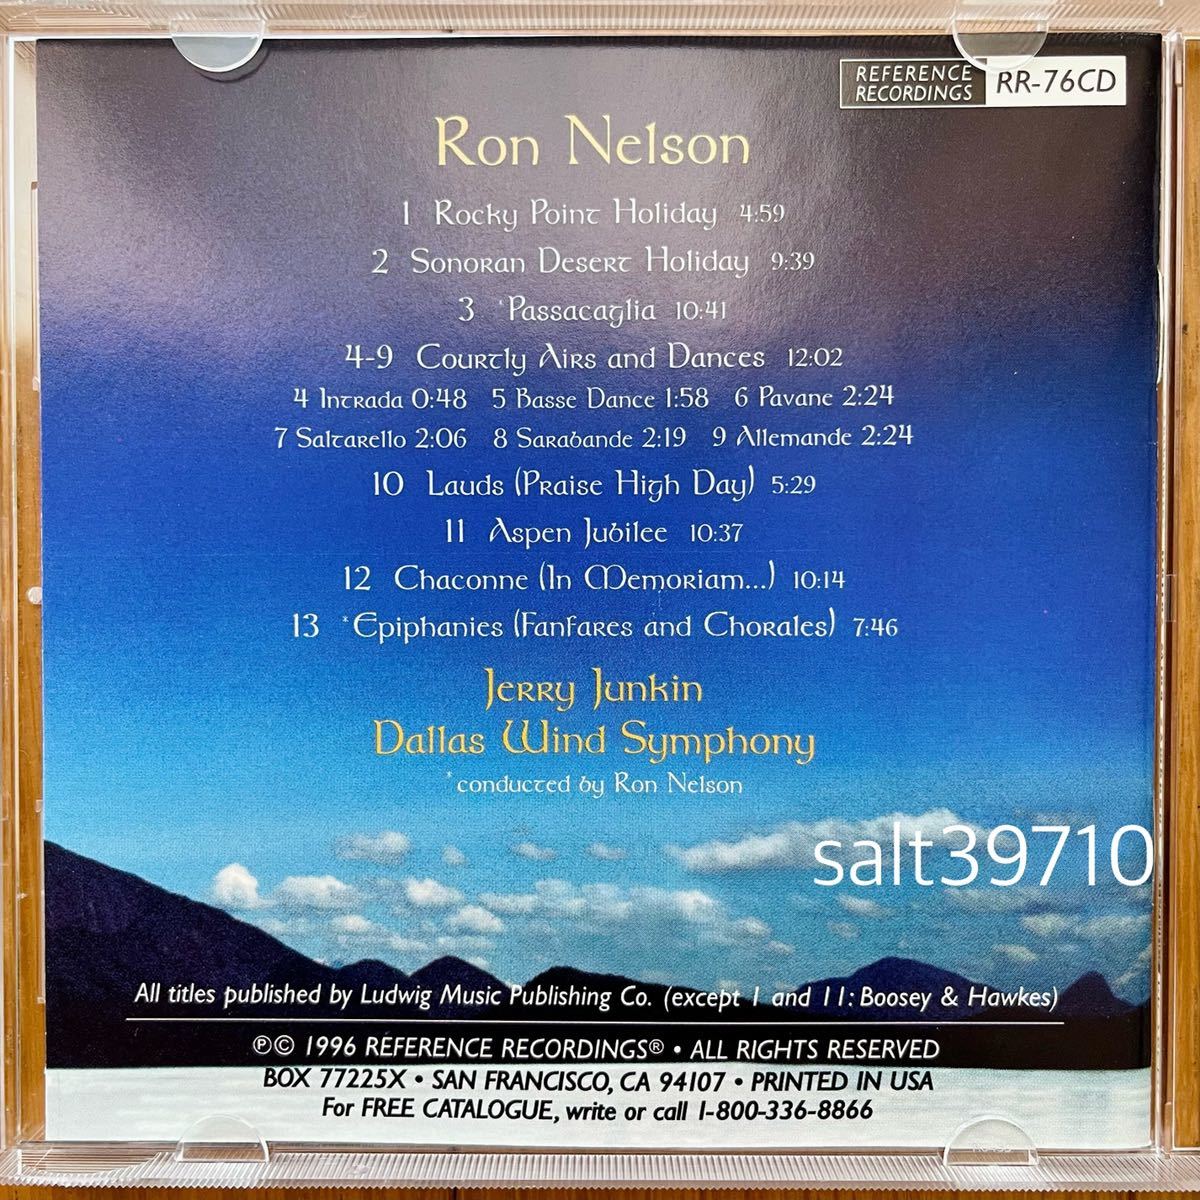 REFERENCE
RECORDINGS
RR-76CD
Ron Nelson
1 Rocky Point Holiday 4:59
2 Sonoran Desert Holiday 9:39
3 *Passacaglia 10:41
4-9 Courtly Airs and Dances 12:02
4 Intrada 0:48 5 Basse Dance 1:58 6 Pavane 2:24
7 Saltarello 2:06 8 Sarabande 2:19 9 Allemande 2:24
10 Lauds (Praise High Day) 5:29
11 Aspen Jubilee 10:37
12 Chaconne (In Memoriam...) 10:14
13 *Epiphanies (Fanfares and Chorales) 7:46
Jerry Junkin
Dallas Wind Symphony
*conducted by Ron Nelson
salt39710
All titles published by Ludwig Music Publishing Co. (except 1 and 11: Boosey & Hawkes)
℗© 1996 REFERENCE RECORDINGS® • ALL RIGHTS RESERVED
BOX 77225X • SAN FRANCISCO, CA 94107 • PRINTED IN USA
For FREE CATALOGUE, write or call 1-800-336-8866